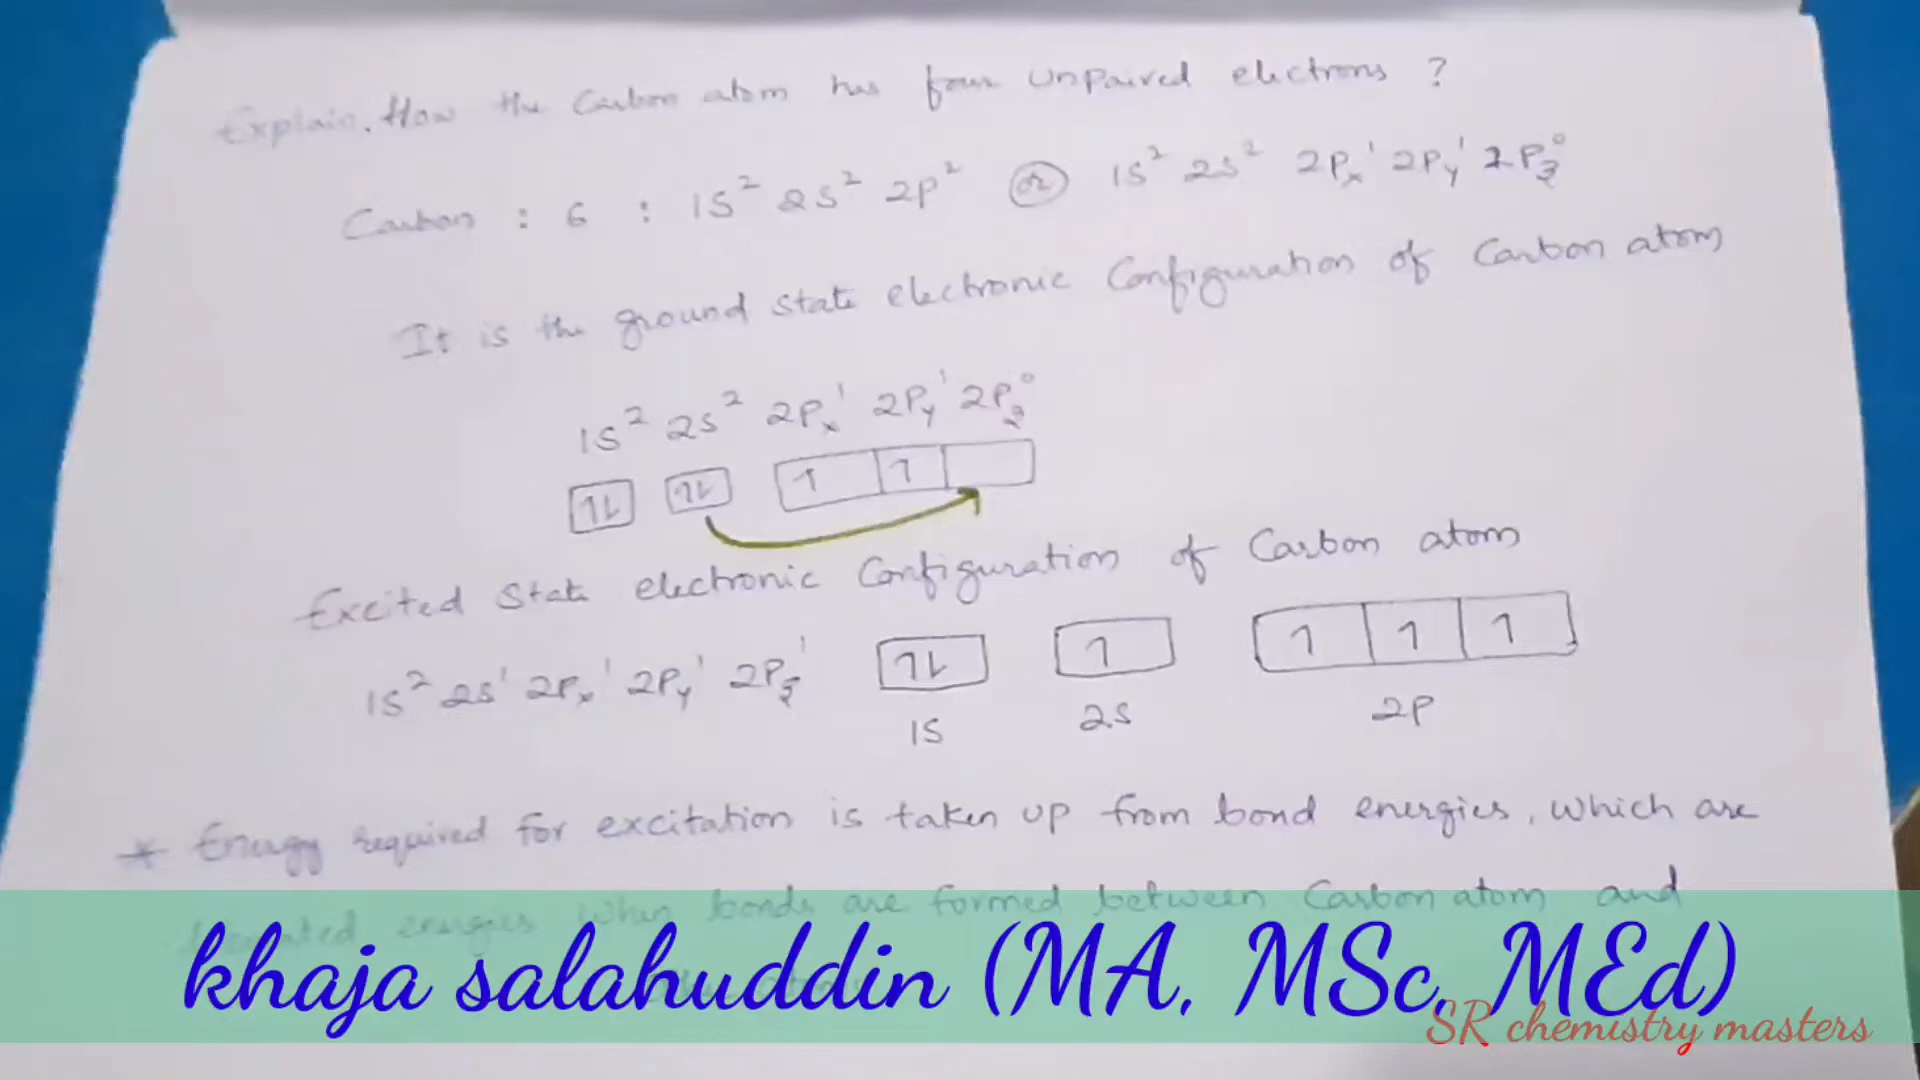 Explain. How the Carbon atom has four unpaired electrons ?
Carbon : 6 : 1s² 2s² 2p² or 1s² 2s² 2Px¹ 2Py¹ 2Pz⁰
It is the ground state electronic Configuration of Carbon atom
1s² 2s² 2Px¹ 2Py¹ 2Pz⁰
↿⇂ ↿⇂ ↿ ↿
Excited State electronic Configuration of Carbon atom
1s² 2s¹ 2Px¹ 2Py¹ 2Pz¹ ↿⇂ ↿ ↿ ↿ ↿
1S 2S 2P
* Energy required for excitation is taken up from bond energies, which are
energies when bonds are formed between Carbon atom and
khaja salahuddin (MA, MSc, MEd)
SR chemistry masters